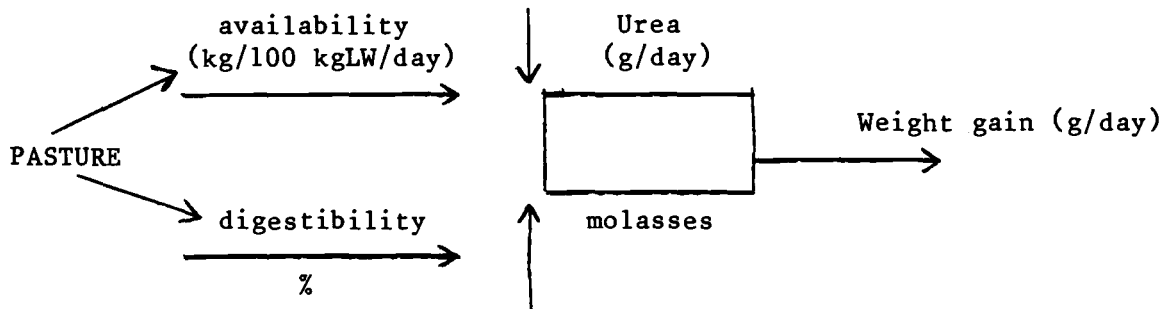 availability
(kg/100 kgLW/day)
Urea
(g/day)
Weight gain (g/day)
PASTURE
digestibility
%
molasses